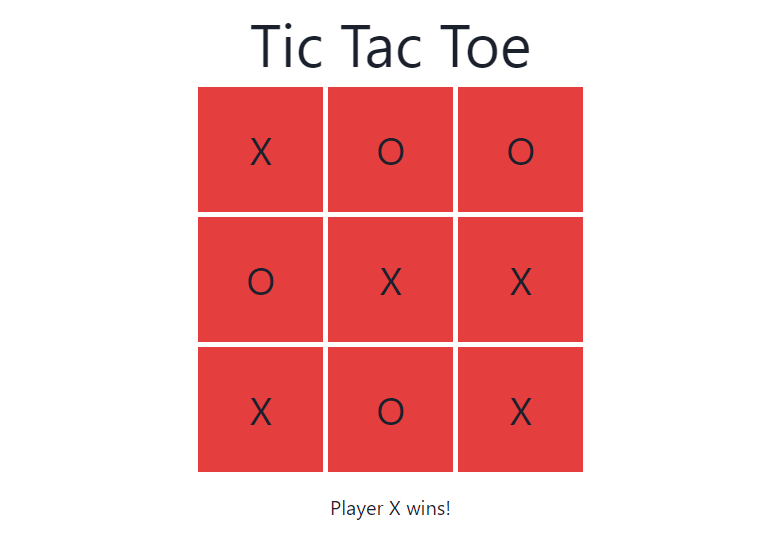 Tic Tac Toe
X O O
O X X
X O X
Player X wins!